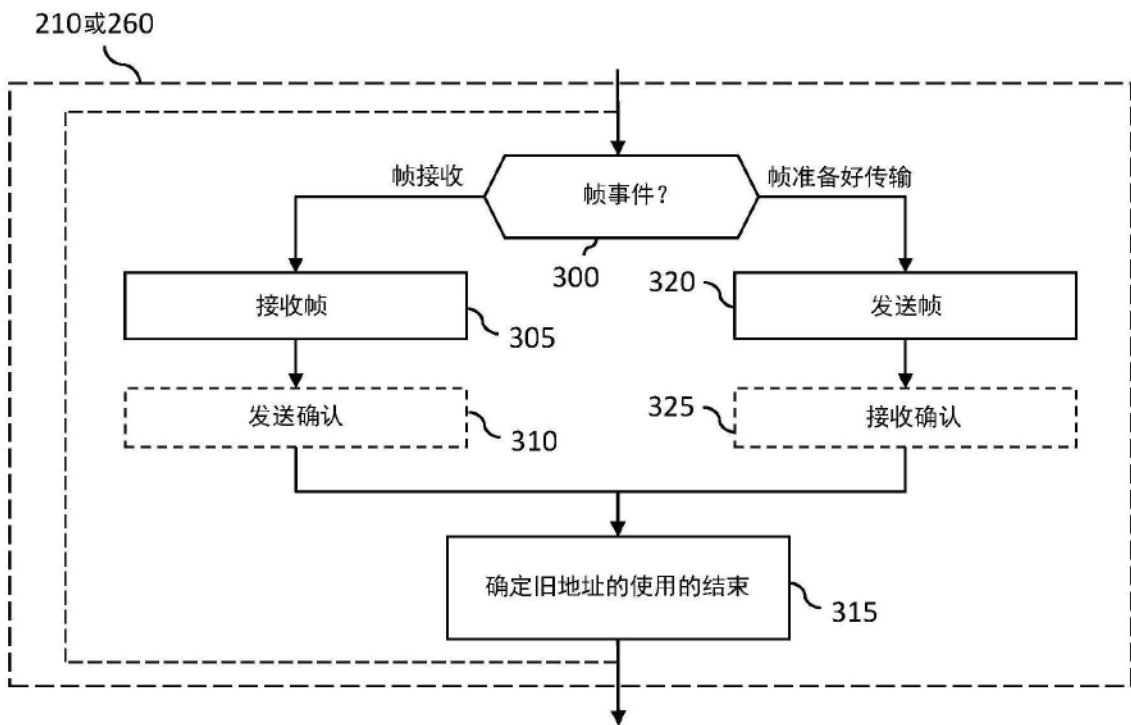 210或260
帧接收
帧事件?
帧准备好传输
300
接收帧
305
320
发送帧
发送确认
310
325
接收确认
确定旧地址的使用的结束
315